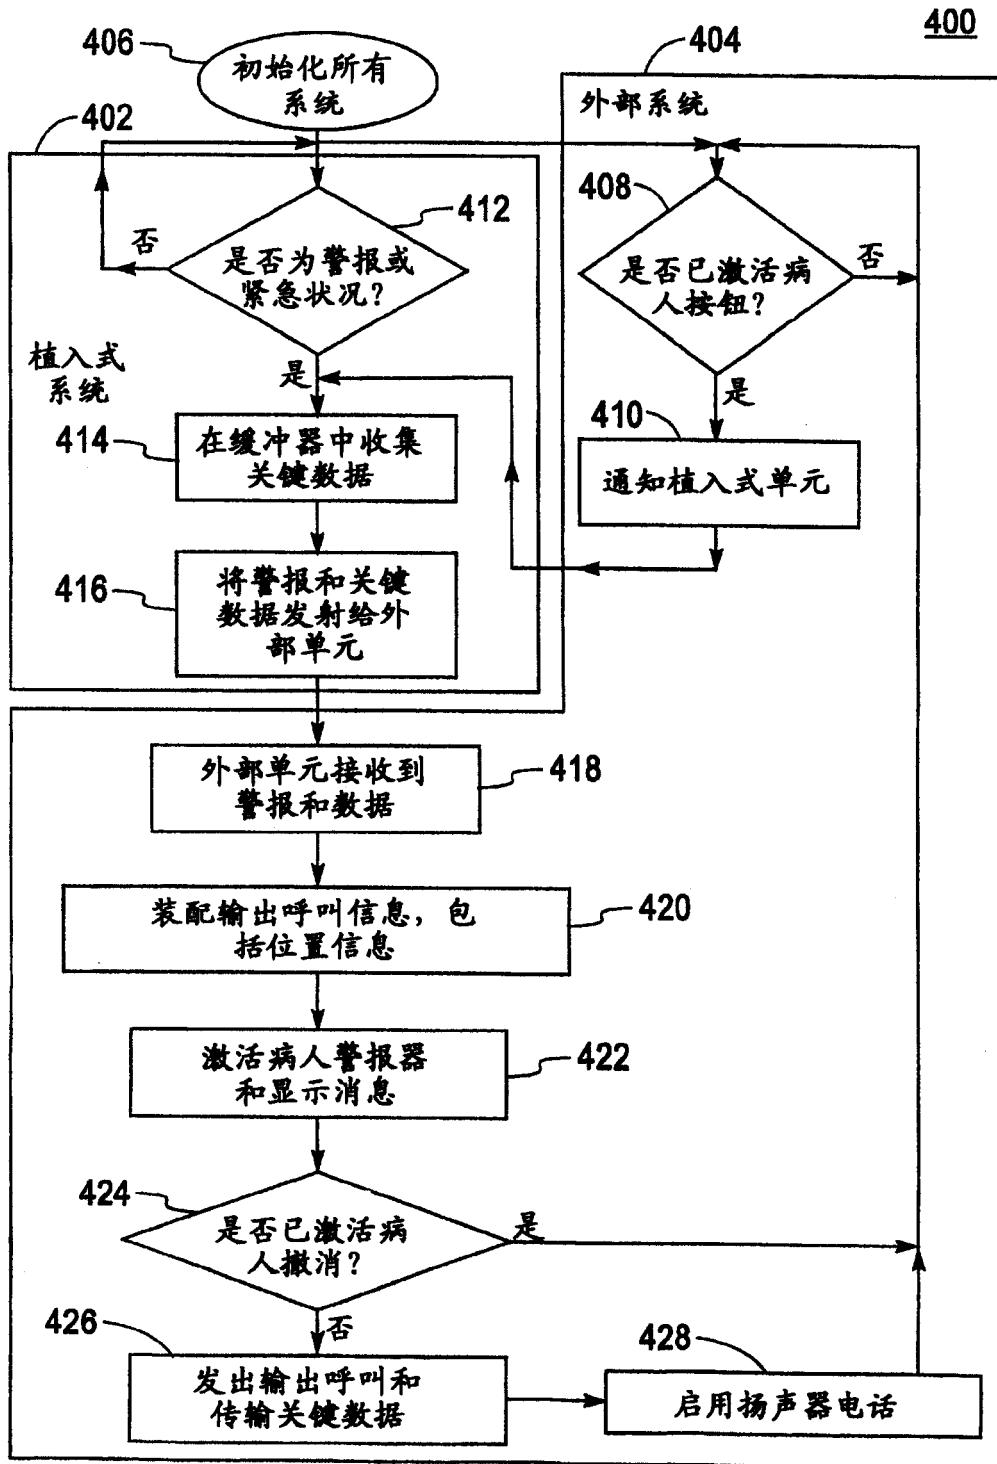 400
406
初始化所有
系统
404
外部系统
402
412
是否为警报或
紧急状况？
否
是
植入式
系统
408
是否已激活病
人按钮？
否
是
410
通知植入式单元
414
在缓冲器中收集
关键数据
416
将警报和关键
数据发射给外
部单元
外部单元接收到
警报和数据
418
装配输出呼叫信息，包
括位置信息
420
激活病人警报器
和显示消息
422
424
是否已激活病
人撤消？
是
否
426
发出输出呼叫和
传输关键数据
428
启用扬声器电话